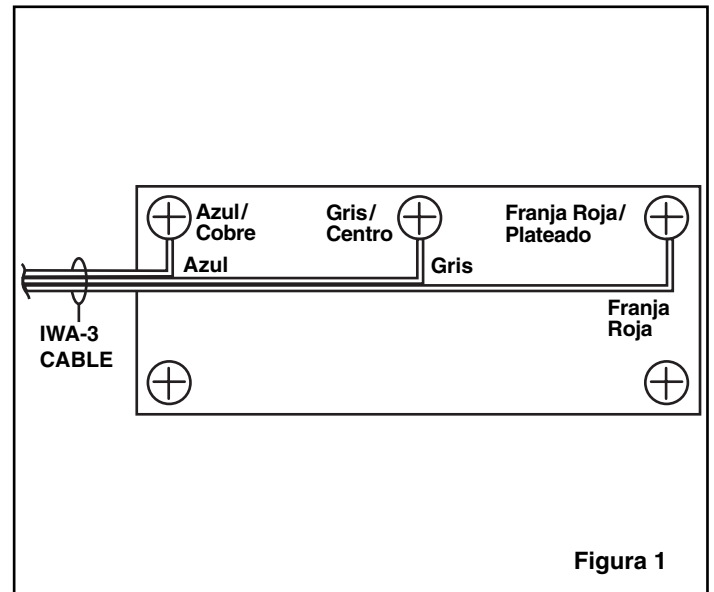 Azul/
Cobre
Gris/
Centro
Franja Roja/
Plateado
Azul
Gris
Franja
Roja
IWA-3
CABLE
Figura 1